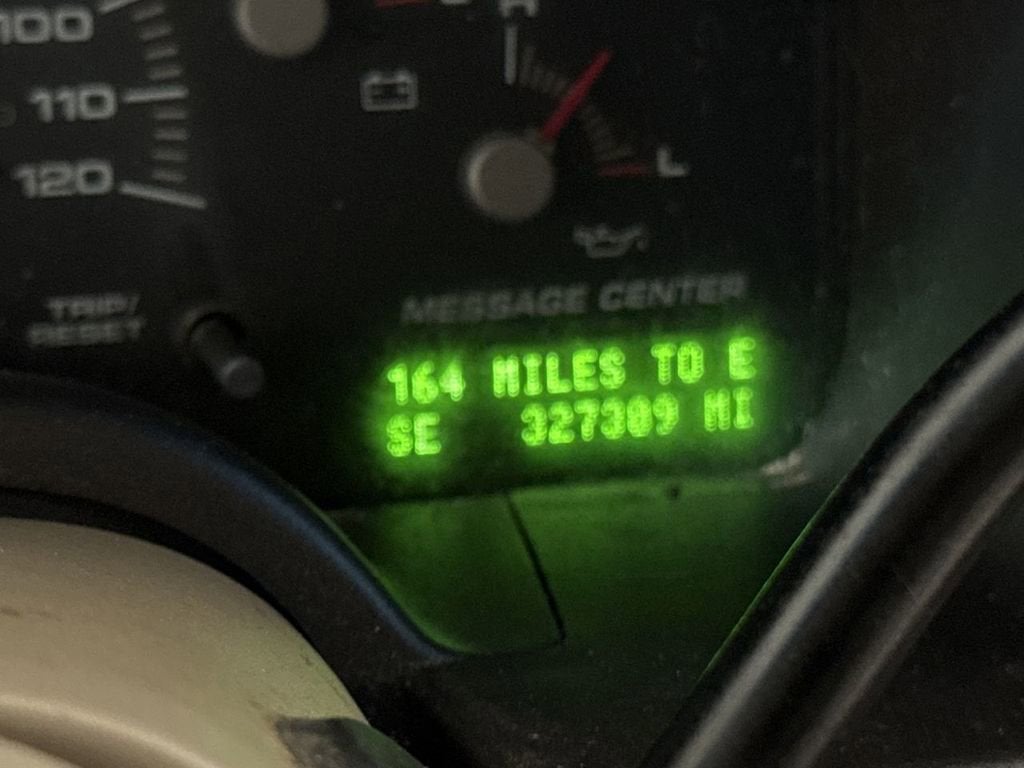 100
110
120
H
L
TRIP/
RESET
MESSAGE CENTER
164 MILES TO E
SE 327309 MI